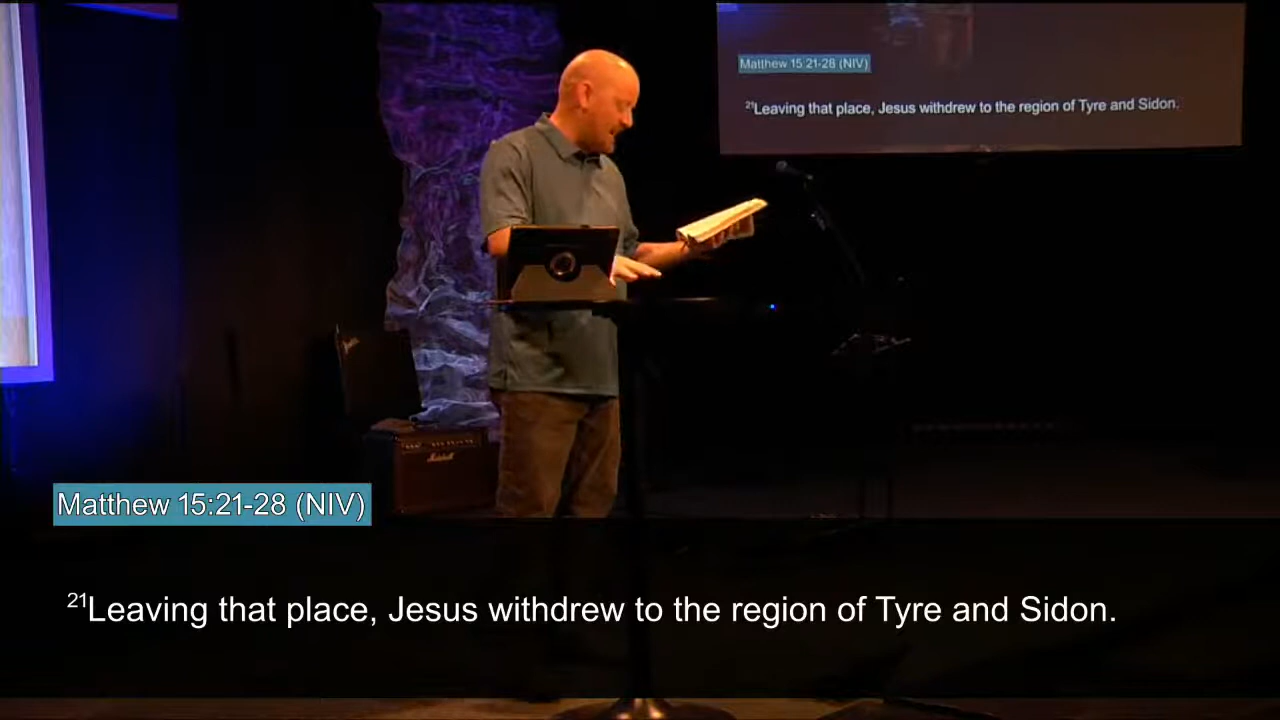 Matthew 15:21-28 (NIV)
²¹Leaving that place, Jesus withdrew to the region of Tyre and Sidon.
Marshall
Matthew 15:21-28 (NIV)
²¹Leaving that place, Jesus withdrew to the region of Tyre and Sidon.